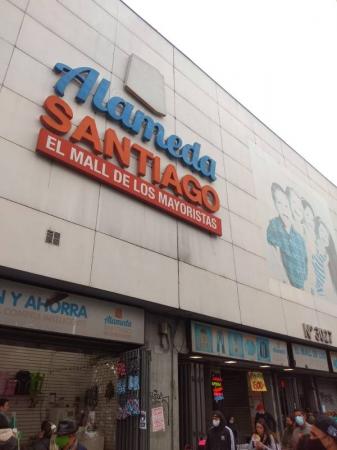 Alameda
SANTIAGO
EL MALL DE LOS MAYORISTAS
N Y AHORRA
Alameda
Nº 3027